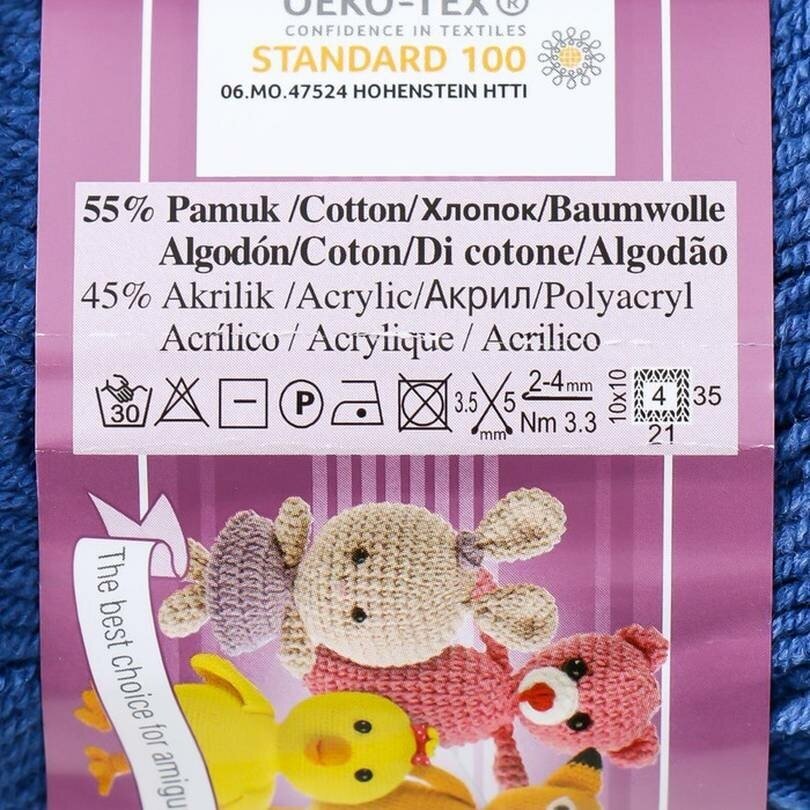 OEKO-TEX®
CONFIDENCE IN TEXTILES
STANDARD 100
06.MO.47524 HOHENSTEIN HTTI
55% Pamuk /Cotton/Хлопок/Baumwolle
Algodón/Coton/Di cotone/Algodão
45% Akrilik /Acrylic/Акрил/Polyacryl
Acrílico / Acrylique / Acrilico
30 P 3.5 5 mm 2-4mm Nm 3.3 10x10 4 35 21
The best choice for amigu